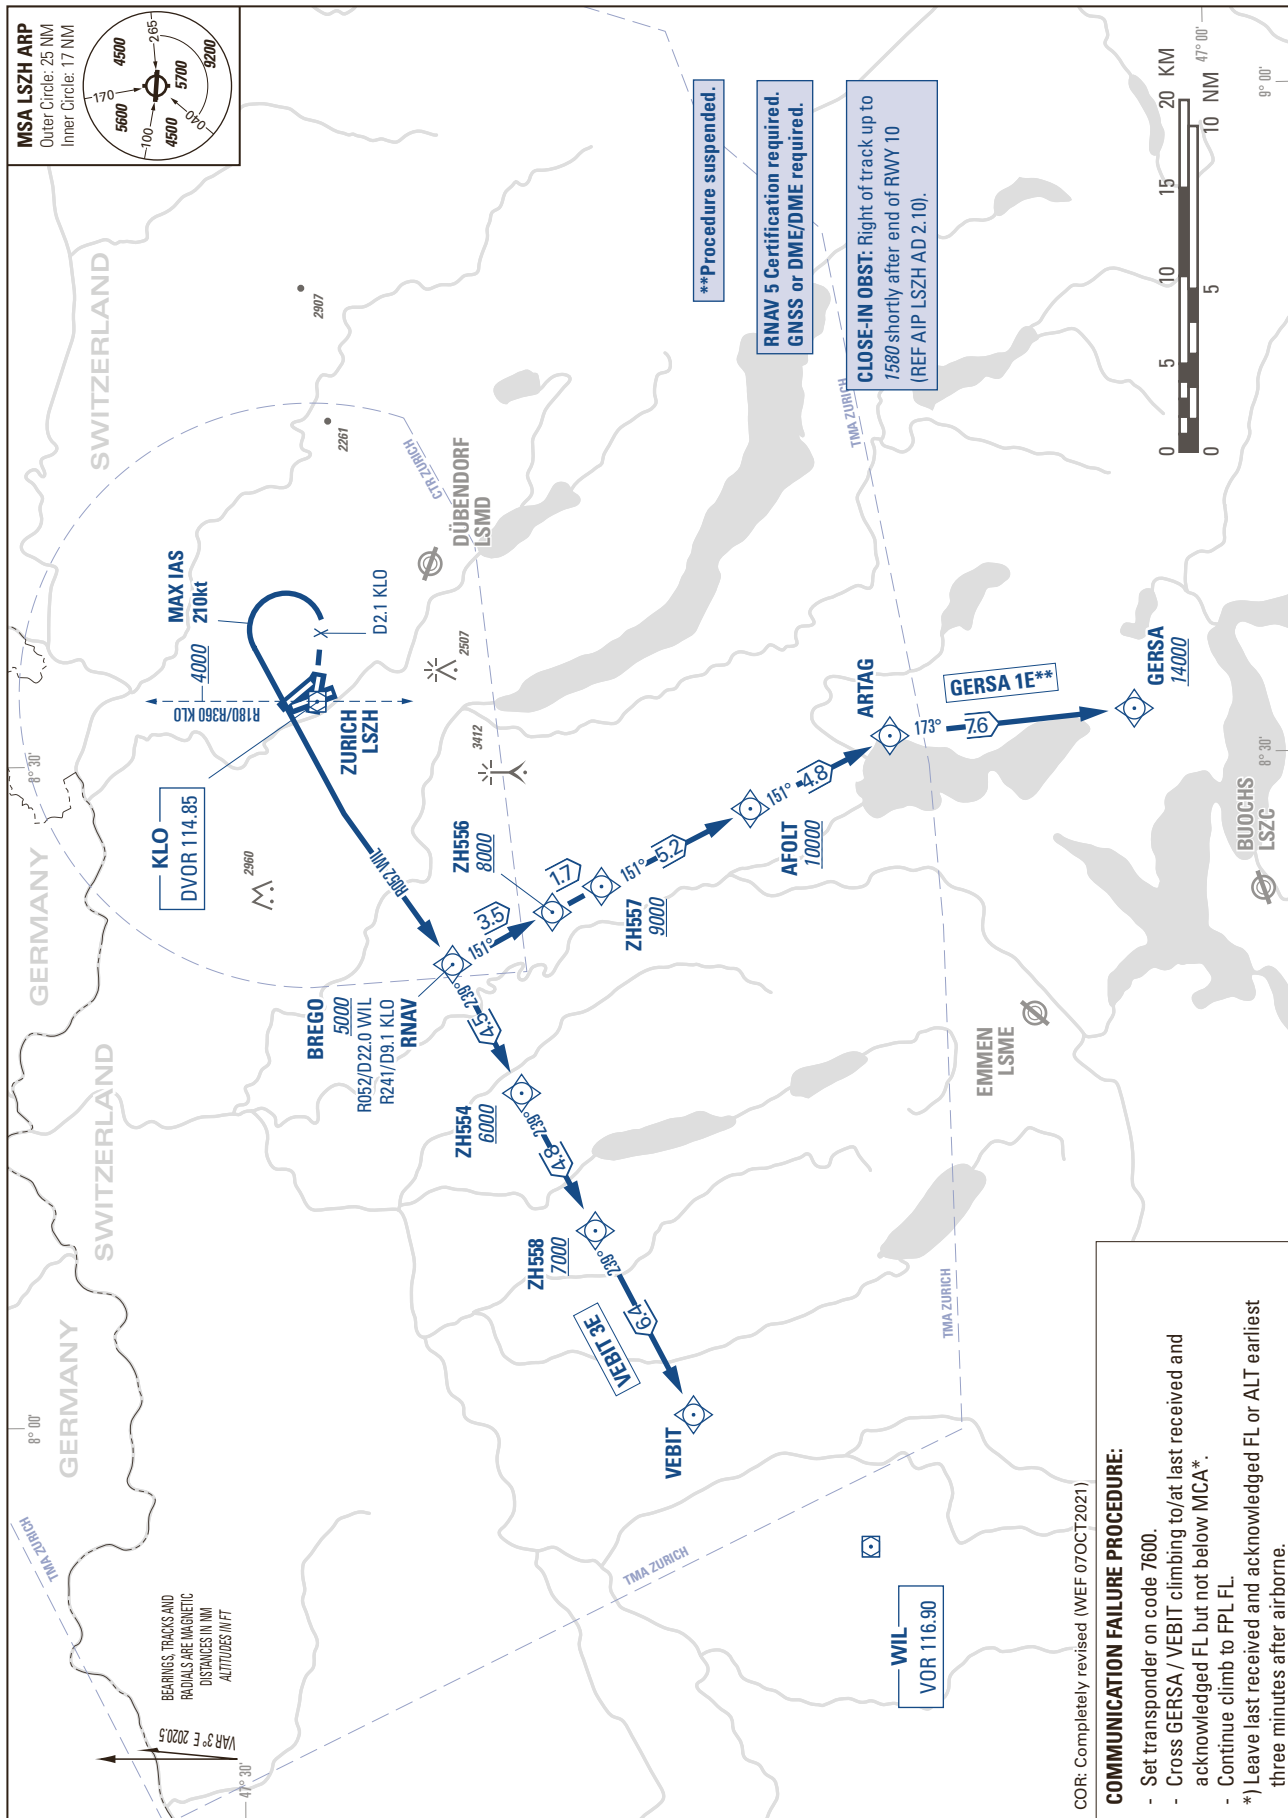 MSA LSZH ARP
Outer Circle: 25 NM
Inner Circle: 17 NM
170
4500
265
5600
5700
9200
100
4500
040
TMA ZURICH
GERMANY
SWITZERLAND
GERMANY
SWITZERLAND
8° 00'
8° 30'
BEARINGS, TRACKS AND
RADIALS ARE MAGNETIC
DISTANCES IN NM
ALTITUDES IN FT
VAR 3° E 2020.5
47° 30'
KLO
DVOR 114.85
2960
R180/R360 KLO
4000
MAX IAS
210kt
ZURICH
LSZH
D2.1 KLO
2907
2261
CTR ZURICH
DÜBENDORF
LSMD
2507
3412
R052 WIL
BREGO
5000
R052/D22.0 WIL
R241/D9.1 KLO
RNAV
239°
4.5
ZH554
6000
239°
4.8
ZH558
7000
239°
6.4
VEBIT 3E
VEBIT
151°
3.5
ZH556
8000
1.7
ZH557
9000
151°
5.2
AFOLT
10000
151°
4.8
ARTAG
173°
7.6
GERSA 1E**
GERSA
14000
**Procedure suspended.
RNAV 5 Certification required.
GNSS or DME/DME required.
CLOSE-IN OBST: Right of track up to
1580 shortly after end of RWY 10
(REF AIP LSZH AD 2.10).
TMA ZURICH
TMA ZURICH
TMA ZURICH
EMMEN
LSME
BUOCHS
LSZC
WIL
VOR 116.90
0 5 10 15 20 KM
0 5 10 NM
47° 00'
8° 30'
9° 00'
COR: Completely revised (WEF 07OCT2021)
COMMUNICATION FAILURE PROCEDURE:
- Set transponder on code 7600.
- Cross GERSA / VEBIT climbing to/at last received and
acknowledged FL but not below MCA*.
- Continue climb to FPL FL.
*) Leave last received and acknowledged FL or ALT earliest
three minutes after airborne.